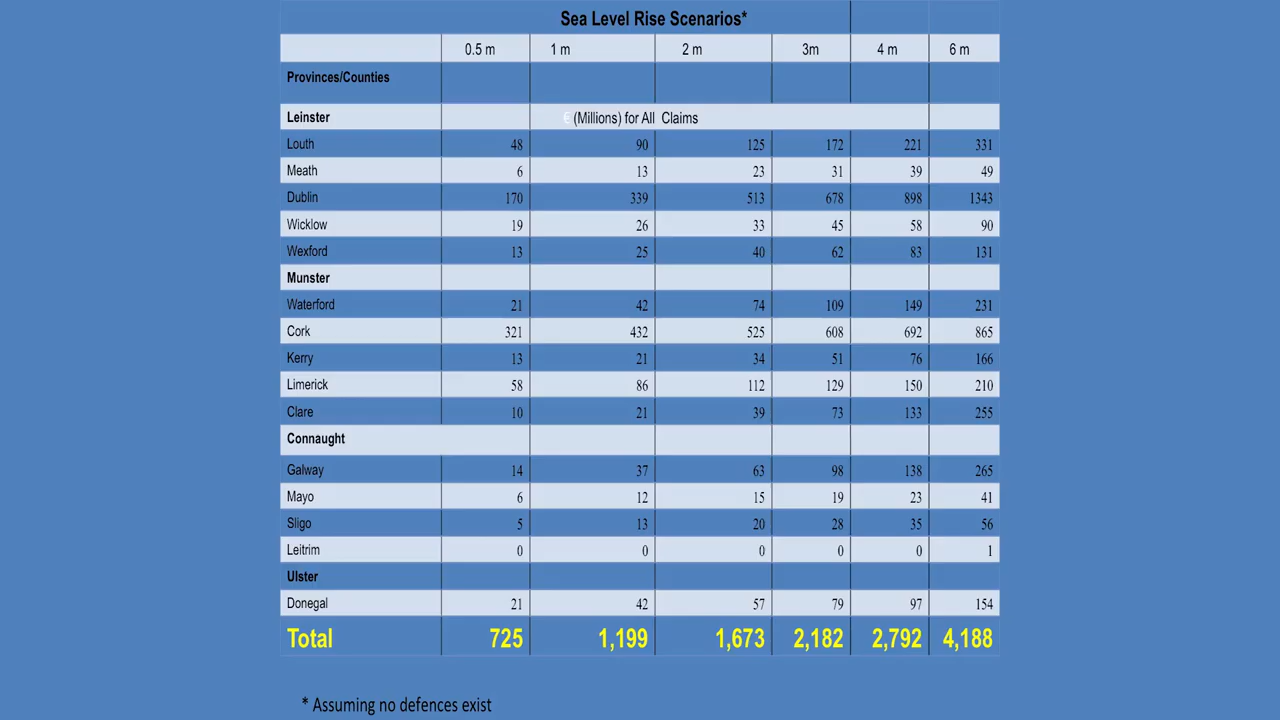 Sea Level Rise Scenarios*
0.5 m 1 m 2 m 3m 4 m 6 m
Provinces/Counties
Leinster € (Millions) for All Claims
Louth 48 90 125 172 221 331
Meath 6 13 23 31 39 49
Dublin 170 339 513 678 898 1343
Wicklow 19 26 33 45 58 90
Wexford 13 25 40 62 83 131
Munster
Waterford 21 42 74 109 149 231
Cork 321 432 525 608 692 865
Kerry 13 21 34 51 76 166
Limerick 58 86 112 129 150 210
Clare 10 21 39 73 133 255
Connaught
Galway 14 37 63 98 138 265
Mayo 6 12 15 19 23 41
Sligo 5 13 20 28 35 56
Leitrim 0 0 0 0 0 1
Ulster
Donegal 21 42 57 79 97 154
Total 725 1,199 1,673 2,182 2,792 4,188
* Assuming no defences exist